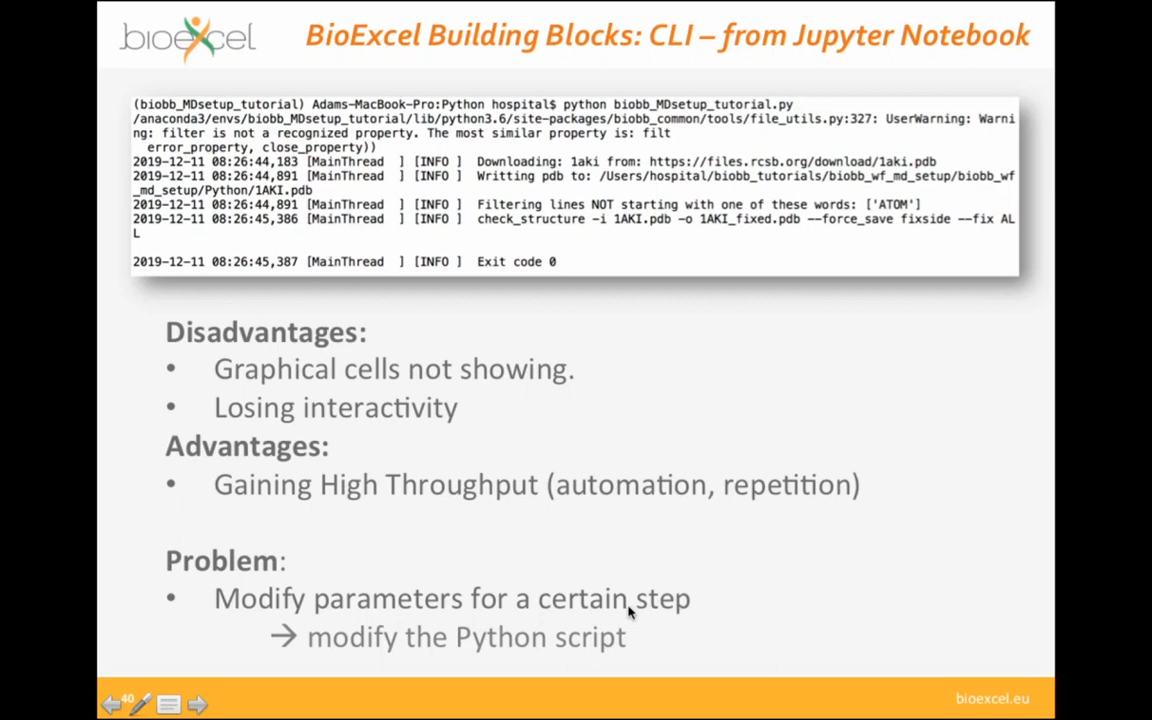 bioexcel
BioExcel Building Blocks: CLI – from Jupyter Notebook
(biobb_MDsetup_tutorial) Adams-MacBook-Pro:Python hospital$ python biobb_MDsetup_tutorial.py
/anaconda3/envs/biobb_MDsetup_tutorial/lib/python3.6/site-packages/biobb_common/tools/file_utils.py:327: UserWarning: Warni
ng: filter is not a recognized property. The most similar property is: filt
error_property, close_property))
2019-12-11 08:26:44,183 [MainThread  ] [INFO ]  Downloading: 1aki from: https://files.rcsb.org/download/1aki.pdb
2019-12-11 08:26:44,891 [MainThread  ] [INFO ]  Writting pdb to: /Users/hospital/biobb_tutorials/biobb_wf_md_setup/biobb_wf
_md_setup/Python/1AKI.pdb
2019-12-11 08:26:44,891 [MainThread  ] [INFO ]  Filtering lines NOT starting with one of these words: ['ATOM']
2019-12-11 08:26:45,386 [MainThread  ] [INFO ]  check_structure -i 1AKI.pdb -o 1AKI_fixed.pdb --force_save fixside --fix AL
L
2019-12-11 08:26:45,387 [MainThread  ] [INFO ]  Exit code 0
Disadvantages:
• Graphical cells not showing.
• Losing interactivity
Advantages:
• Gaining High Throughput (automation, repetition)
Problem:
• Modify parameters for a certain step
→ modify the Python script
40
bioexcel.eu